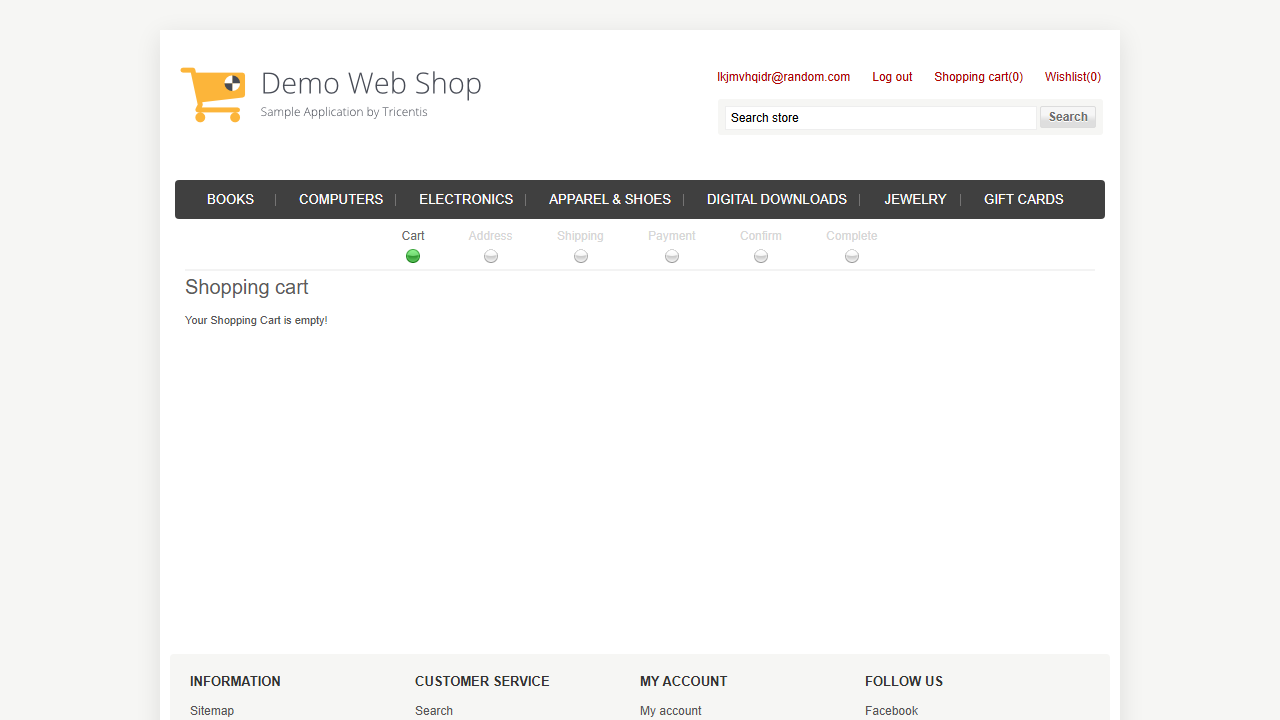 Demo Web Shop
Sample Application by Tricentis
lkjmvhqidr@random.com Log out Shopping cart(0) Wishlist(0)
Search store Search
BOOKS COMPUTERS ELECTRONICS APPAREL & SHOES DIGITAL DOWNLOADS JEWELRY GIFT CARDS
Cart Address Shipping Payment Confirm Complete
Shopping cart
Your Shopping Cart is empty!
INFORMATION CUSTOMER SERVICE MY ACCOUNT FOLLOW US
Sitemap Search My account Facebook